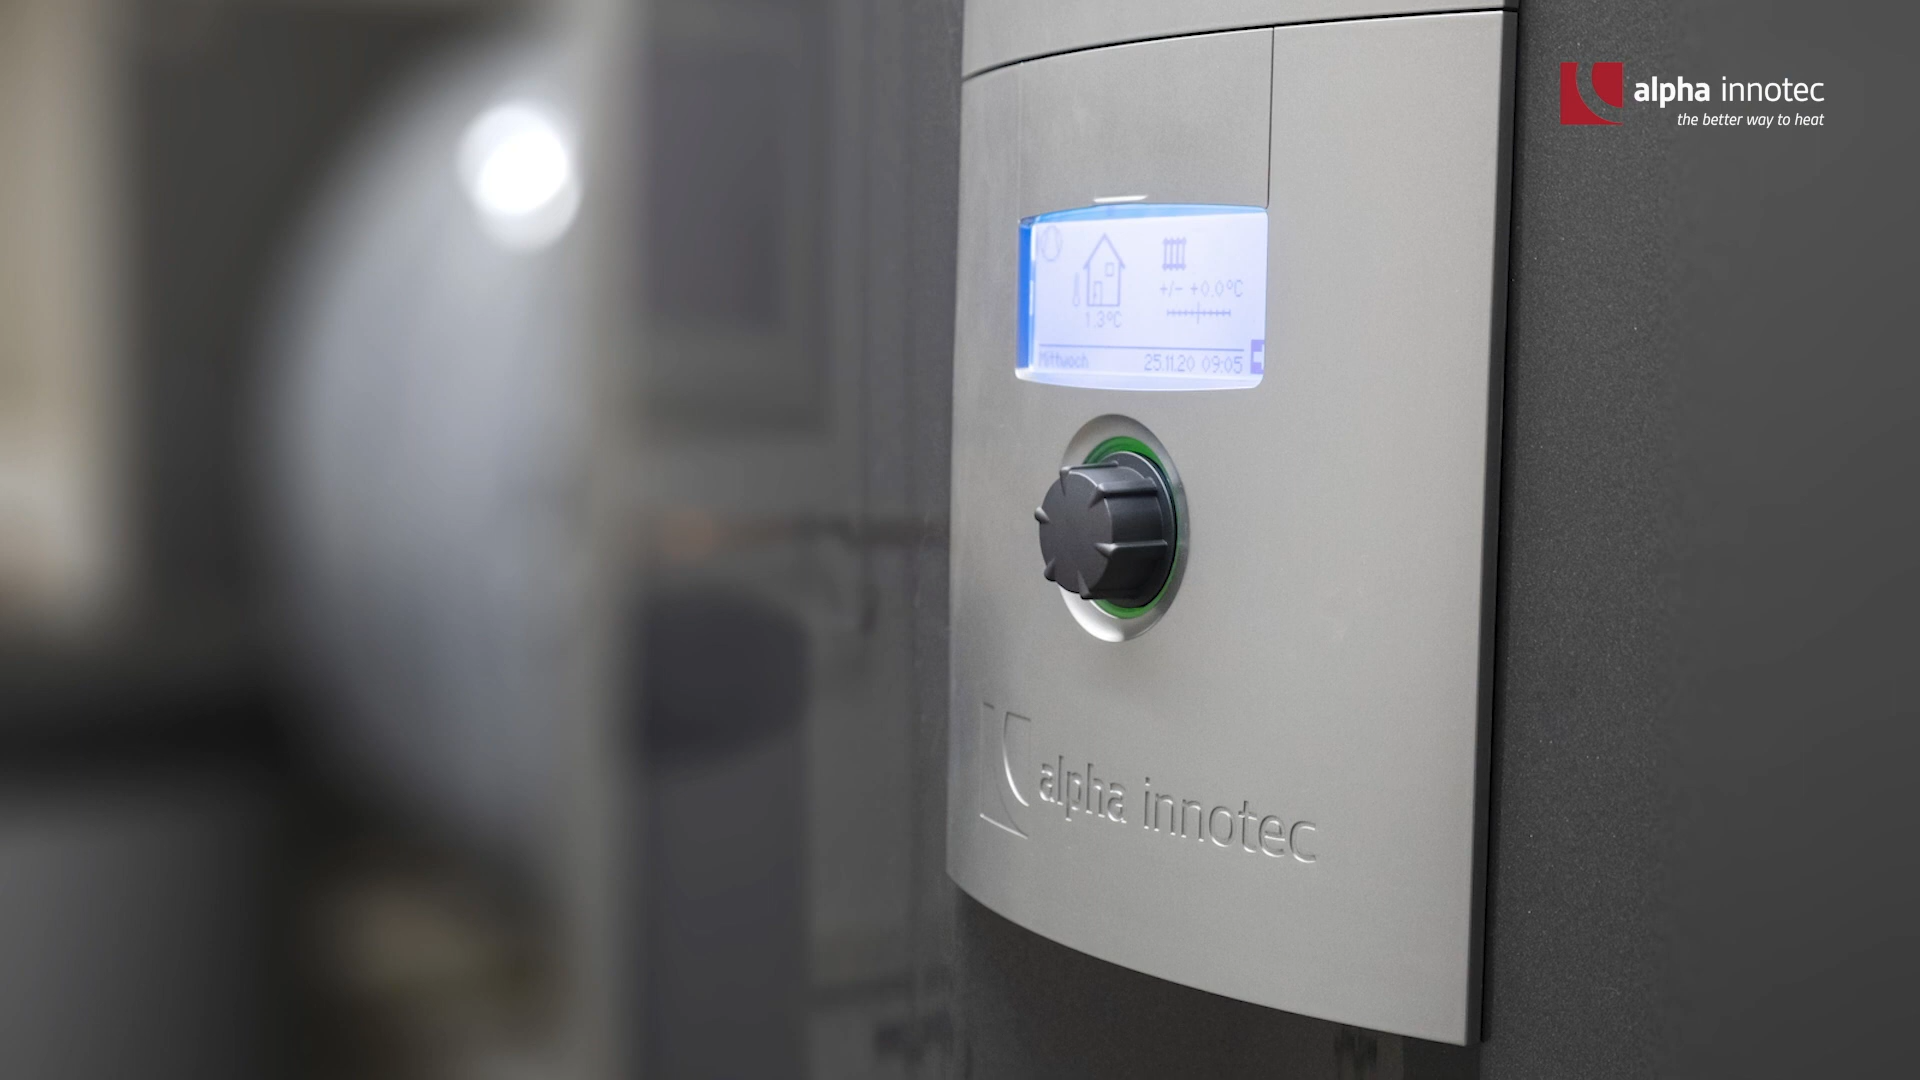 alpha innotec
the better way to heat
+/- +0.0°C
1.3°C
Mittwoch 25.11.20 09:05
alpha innotec